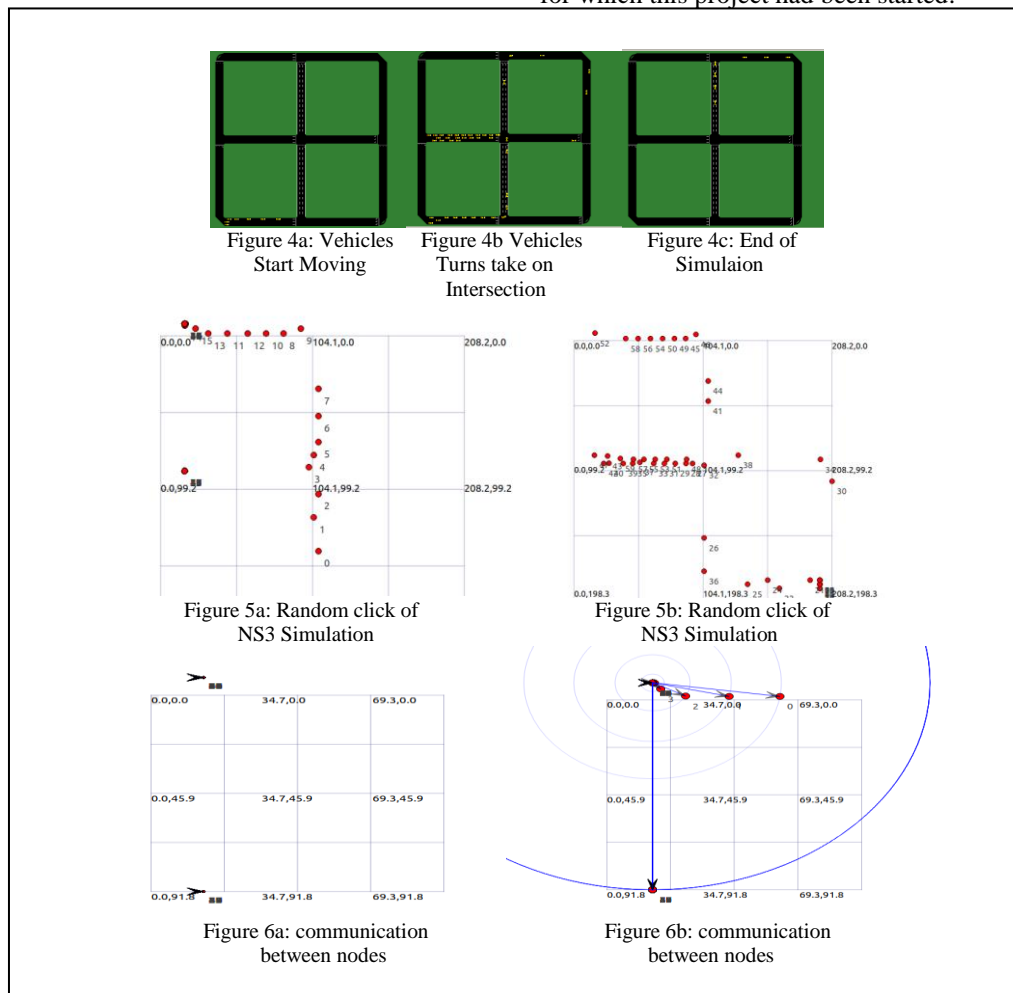 for which this project had been started.
Figure 4a: Vehicles
Start Moving
Figure 4b Vehicles
Turns take on
Intersection
Figure 4c: End of
Simulaion
15 13 11 12 10 8 9
0.0,0.0 104.1,0.0 208.2,0.0
7
6
5
4
3
0.0,99.2 104.1,99.2 208.2,99.2
2
1
0
Figure 5a: Random click of
NS3 Simulation
52 58 56 54 50 49 45
0.0,0.0 104.1,0.0 208.2,0.0
44
41
38
0.0,99.2 104.1,99.2 208.2,99.2
32
30
26
36
0.0,198.3 104.1,198.3 208.2,198.3
25
Figure 5b: Random click of
NS3 Simulation
0.0,0.0 34.7,0.0 69.3,0.0
0.0,45.9 34.7,45.9 69.3,45.9
0.0,91.8 34.7,91.8 69.3,91.8
Figure 6a: communication
between nodes
3 2 1 0
0.0,0.0 34.7,0.0 69.3,0.0
0.0,45.9 34.7,45.9 69.3,45.9
0.0,91.8 34.7,91.8 69.3,91.8
Figure 6b: communication
between nodes